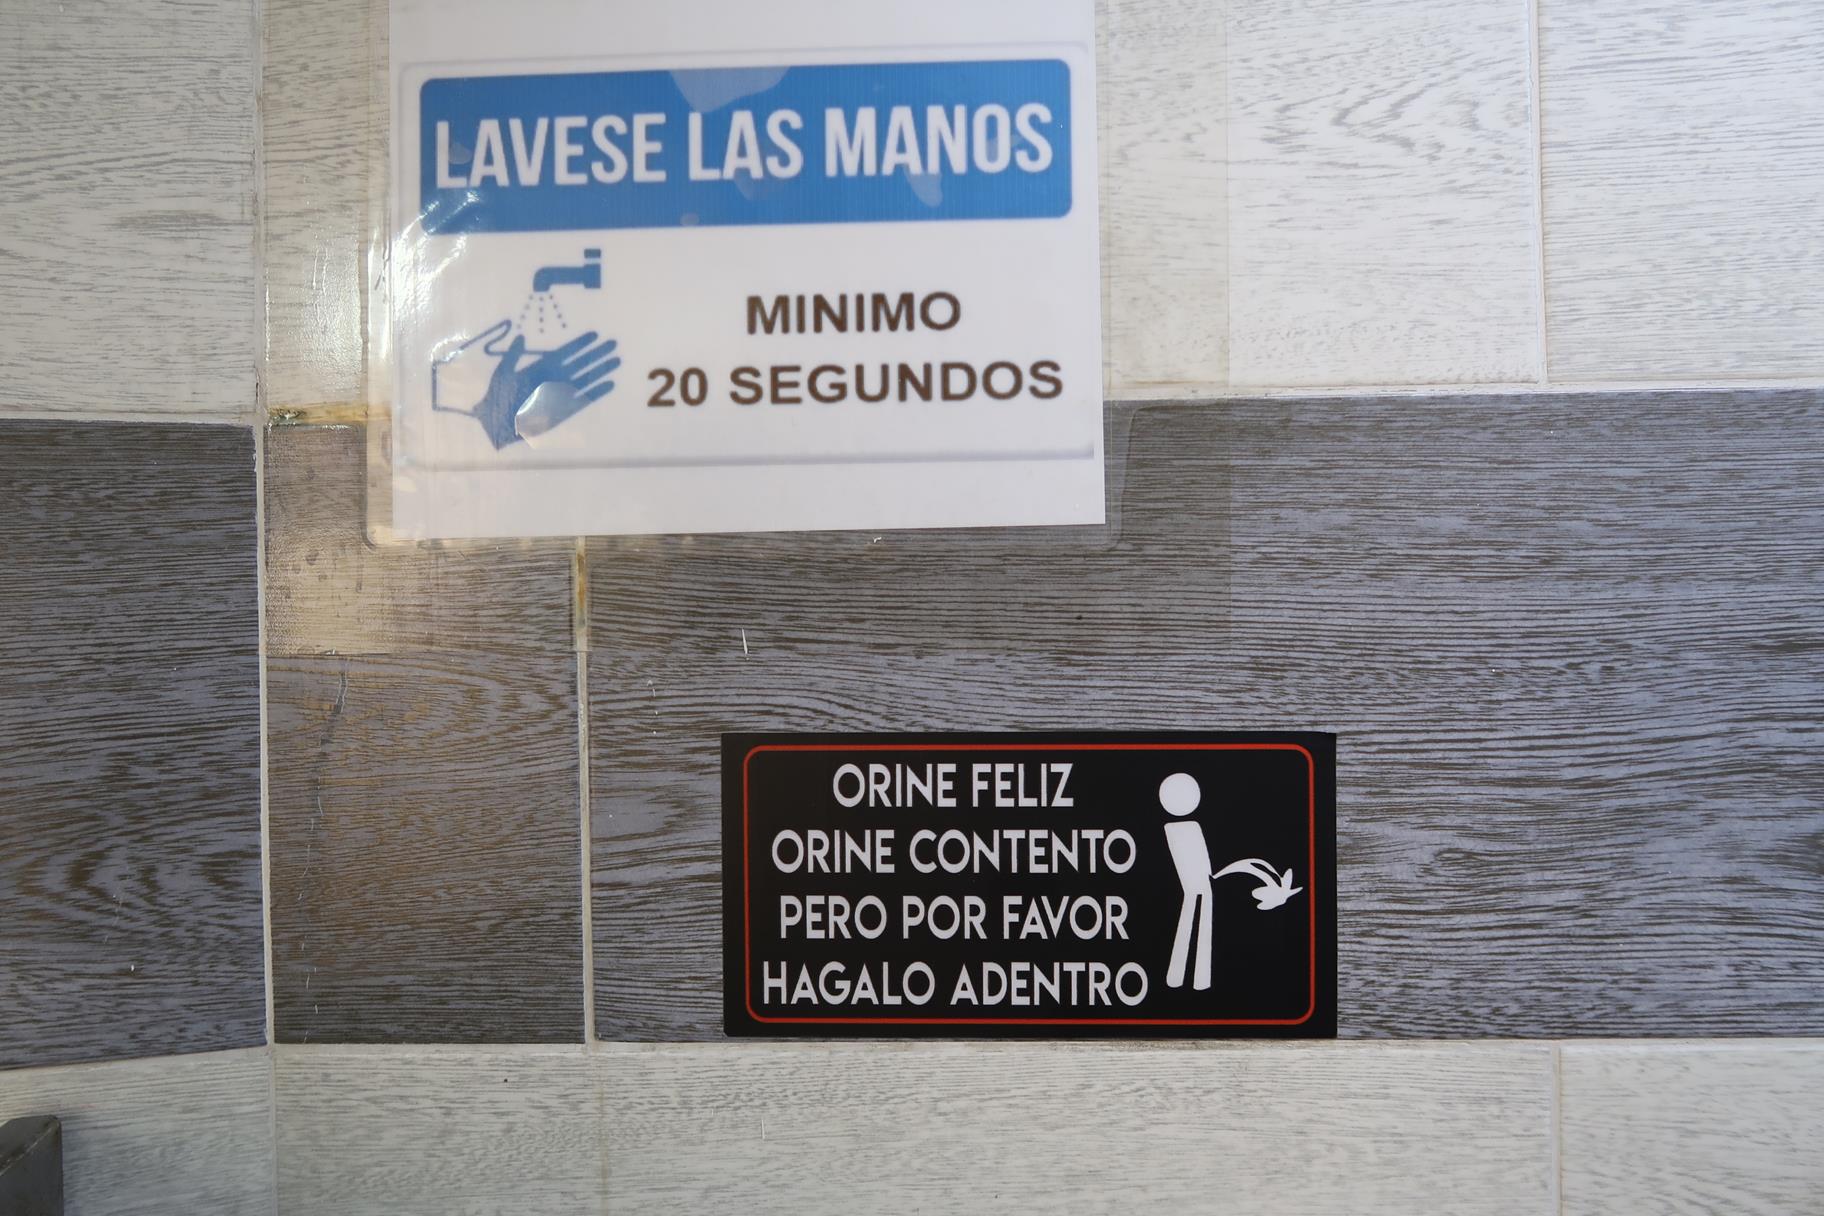 LAVESE LAS MANOS
MINIMO
20 SEGUNDOS
ORINE FELIZ
ORINE CONTENTO
PERO POR FAVOR
HAGALO ADENTRO